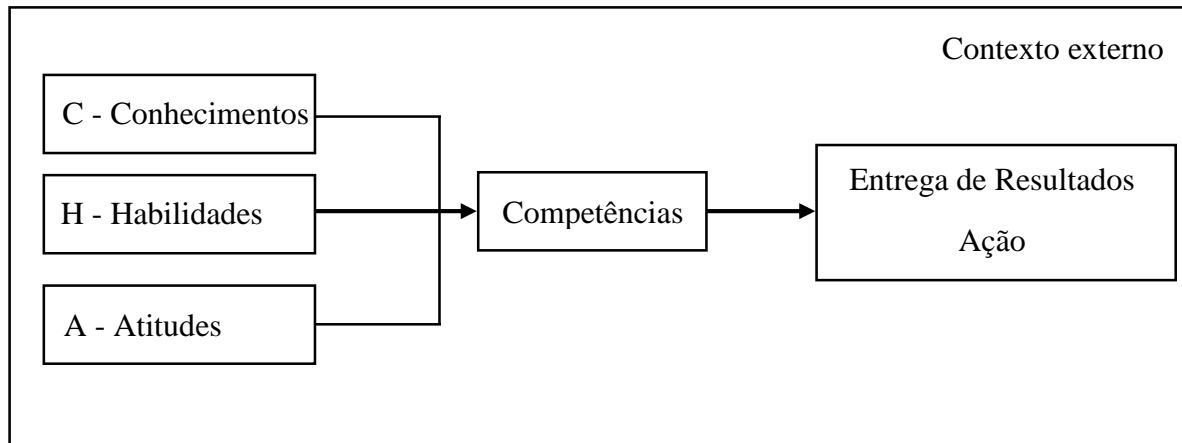 Contexto externo
C - Conhecimentos
H - Habilidades
A - Atitudes
Competências
Entrega de Resultados
Ação